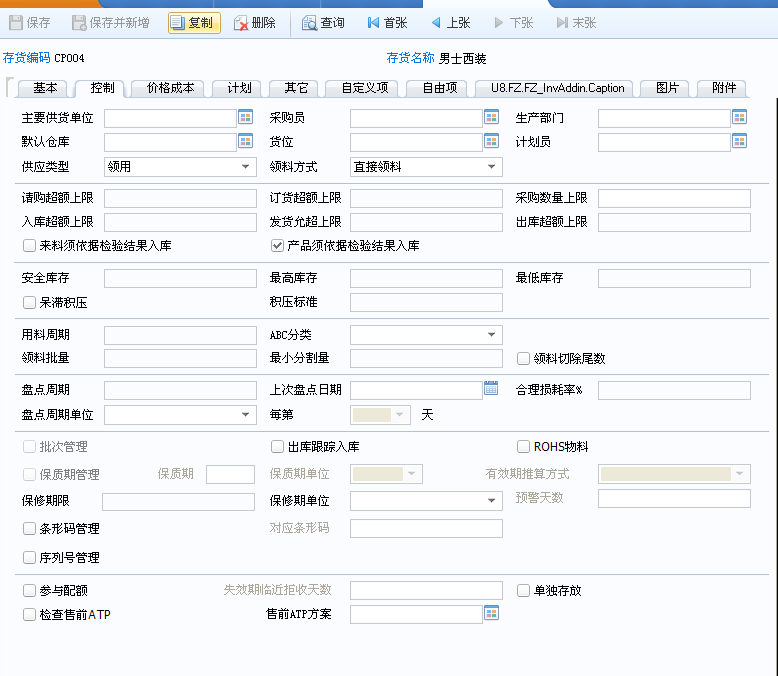 保存 保存并新增 复制 删除 查询 首张 上张 下张 末张
存货编码 CP004 存货名称 男士西装
基本 控制 价格成本 计划 其它 自定义项 自由项 U8.FZ.FZ_InvAddin.Caption 图片 附件
主要供货单位 采购员 生产部门
默认仓库 货位 计划员
供应类型 领用 领料方式 直接领料
请购超额上限 订货超额上限 采购数量上限
入库超额上限 发货允超上限 出库超额上限
来料须依据检验结果入库 产品须依据检验结果入库
安全库存 最高库存 最低库存
呆滞积压 积压标准
用料周期 ABC分类
领料批量 最小分割量 领料切除尾数
盘点周期 上次盘点日期 合理损耗率%
盘点周期单位 每第 天
批次管理 出库跟踪入库 ROHS物料
保质期管理 保质期 保质期单位 有效期推算方式
保修期限 保修期单位 预警天数
条形码管理 对应条形码
序列号管理
参与配额 失效期临近拒收天数 单独存放
检查售前ATP 售前ATP方案